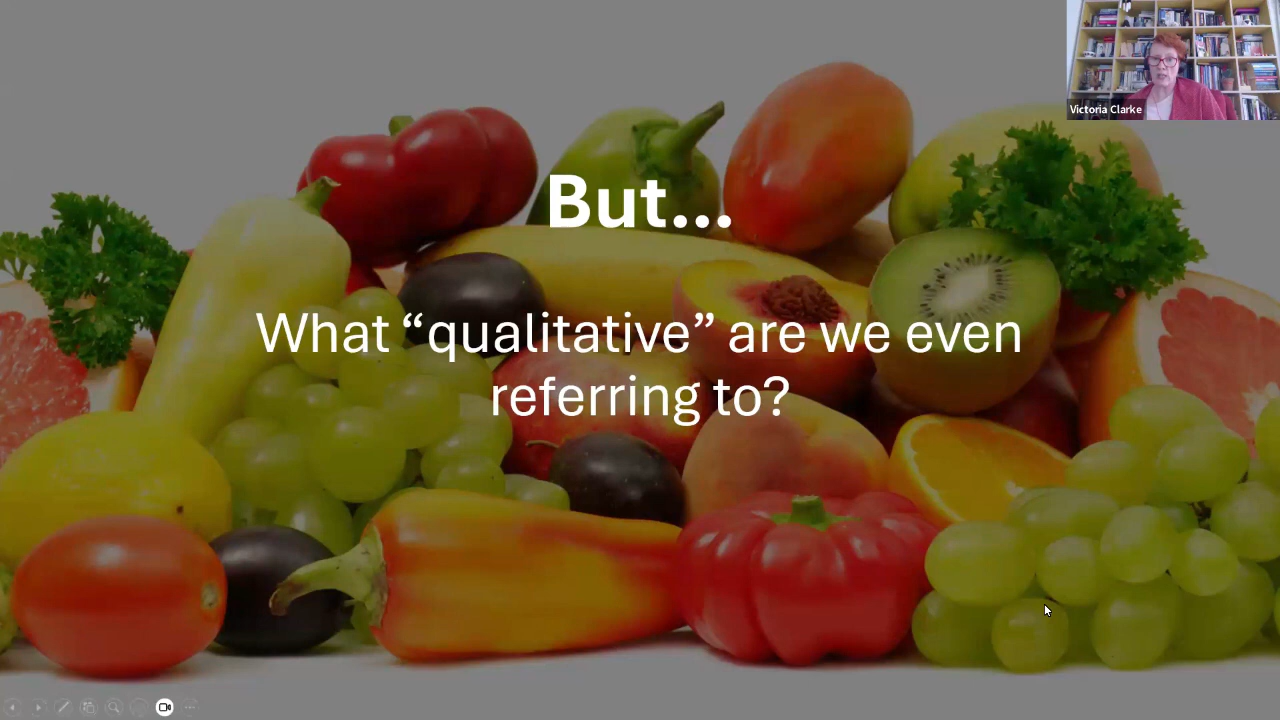 Victoria Clarke
But...
What “qualitative” are we even
referring to?